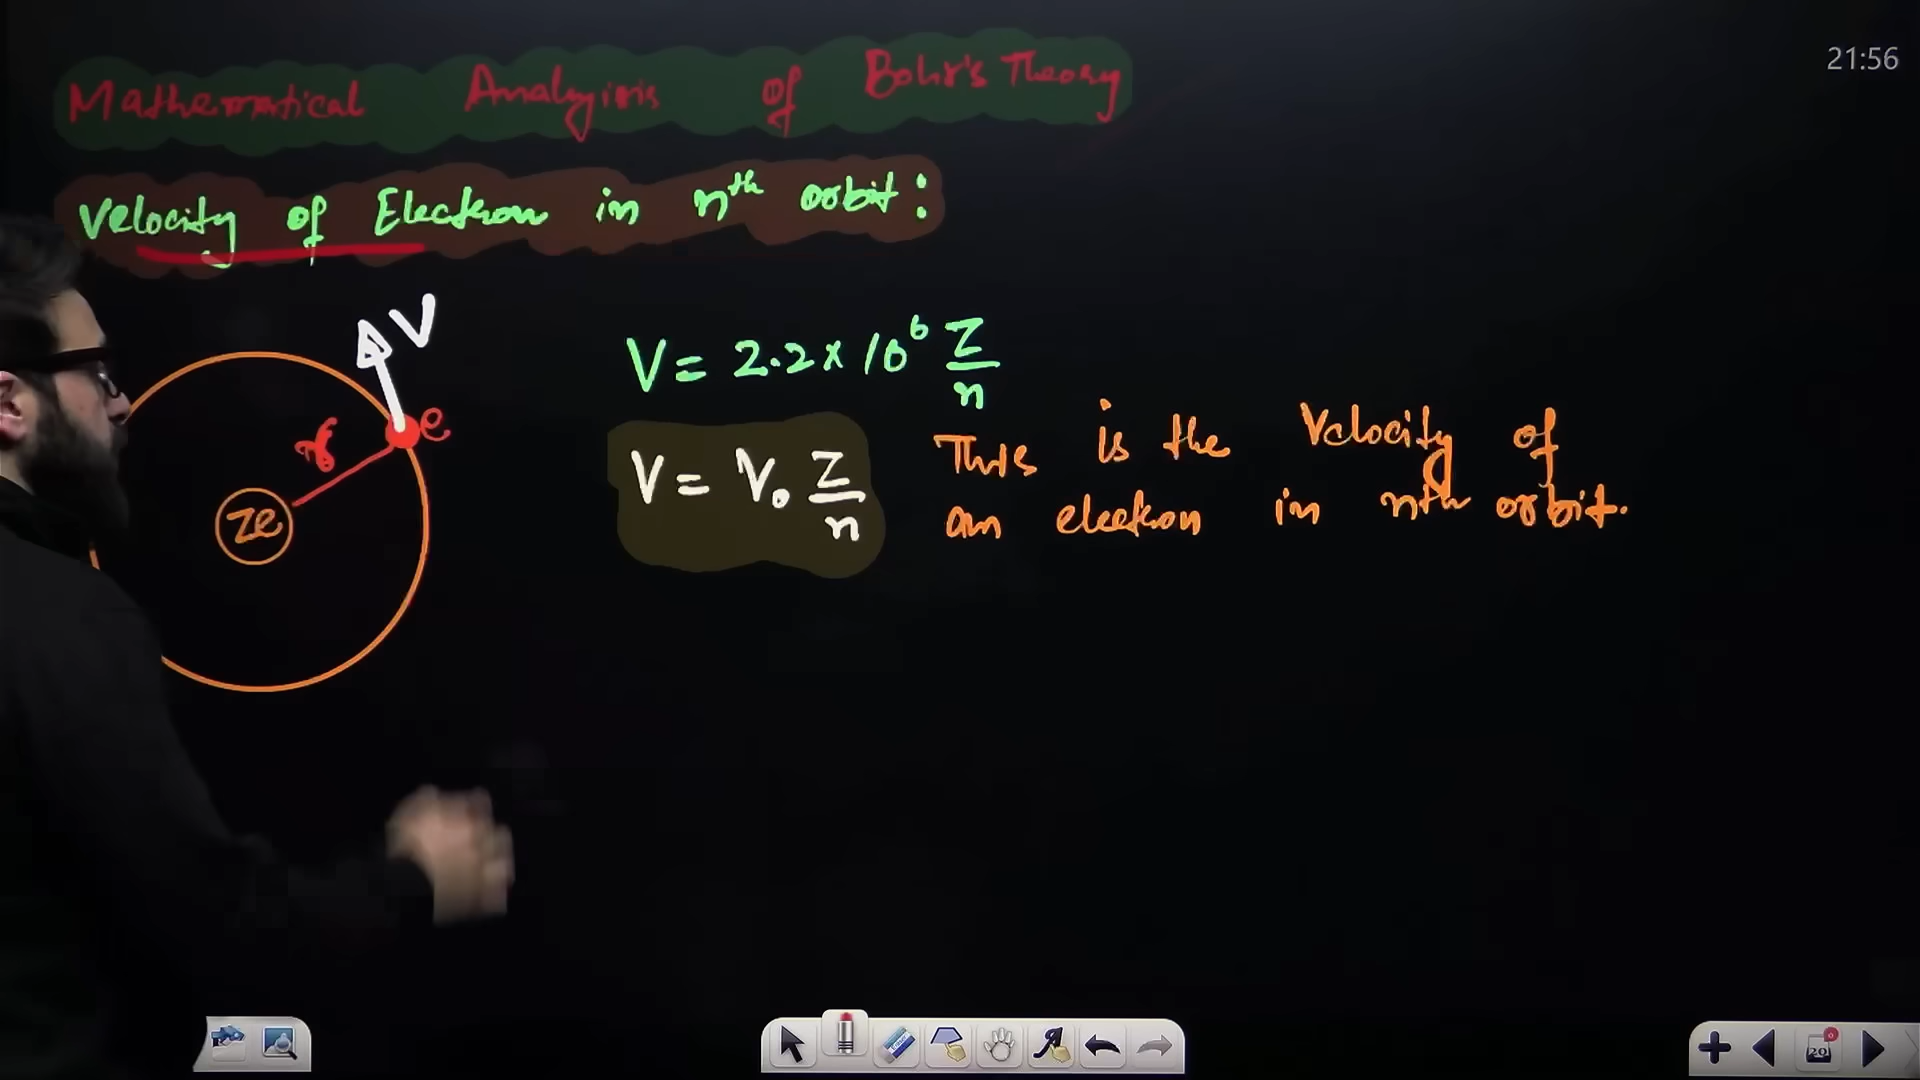 21:56
Mathematical Analysis of Bohr's Theory
Velocity of Electron in nth orbit:
V
e
r
Ze
V = 2.2 × 10^6 Z/n
V = V₀ Z/n
This is the Velocity of
an electron in nth orbit.
20